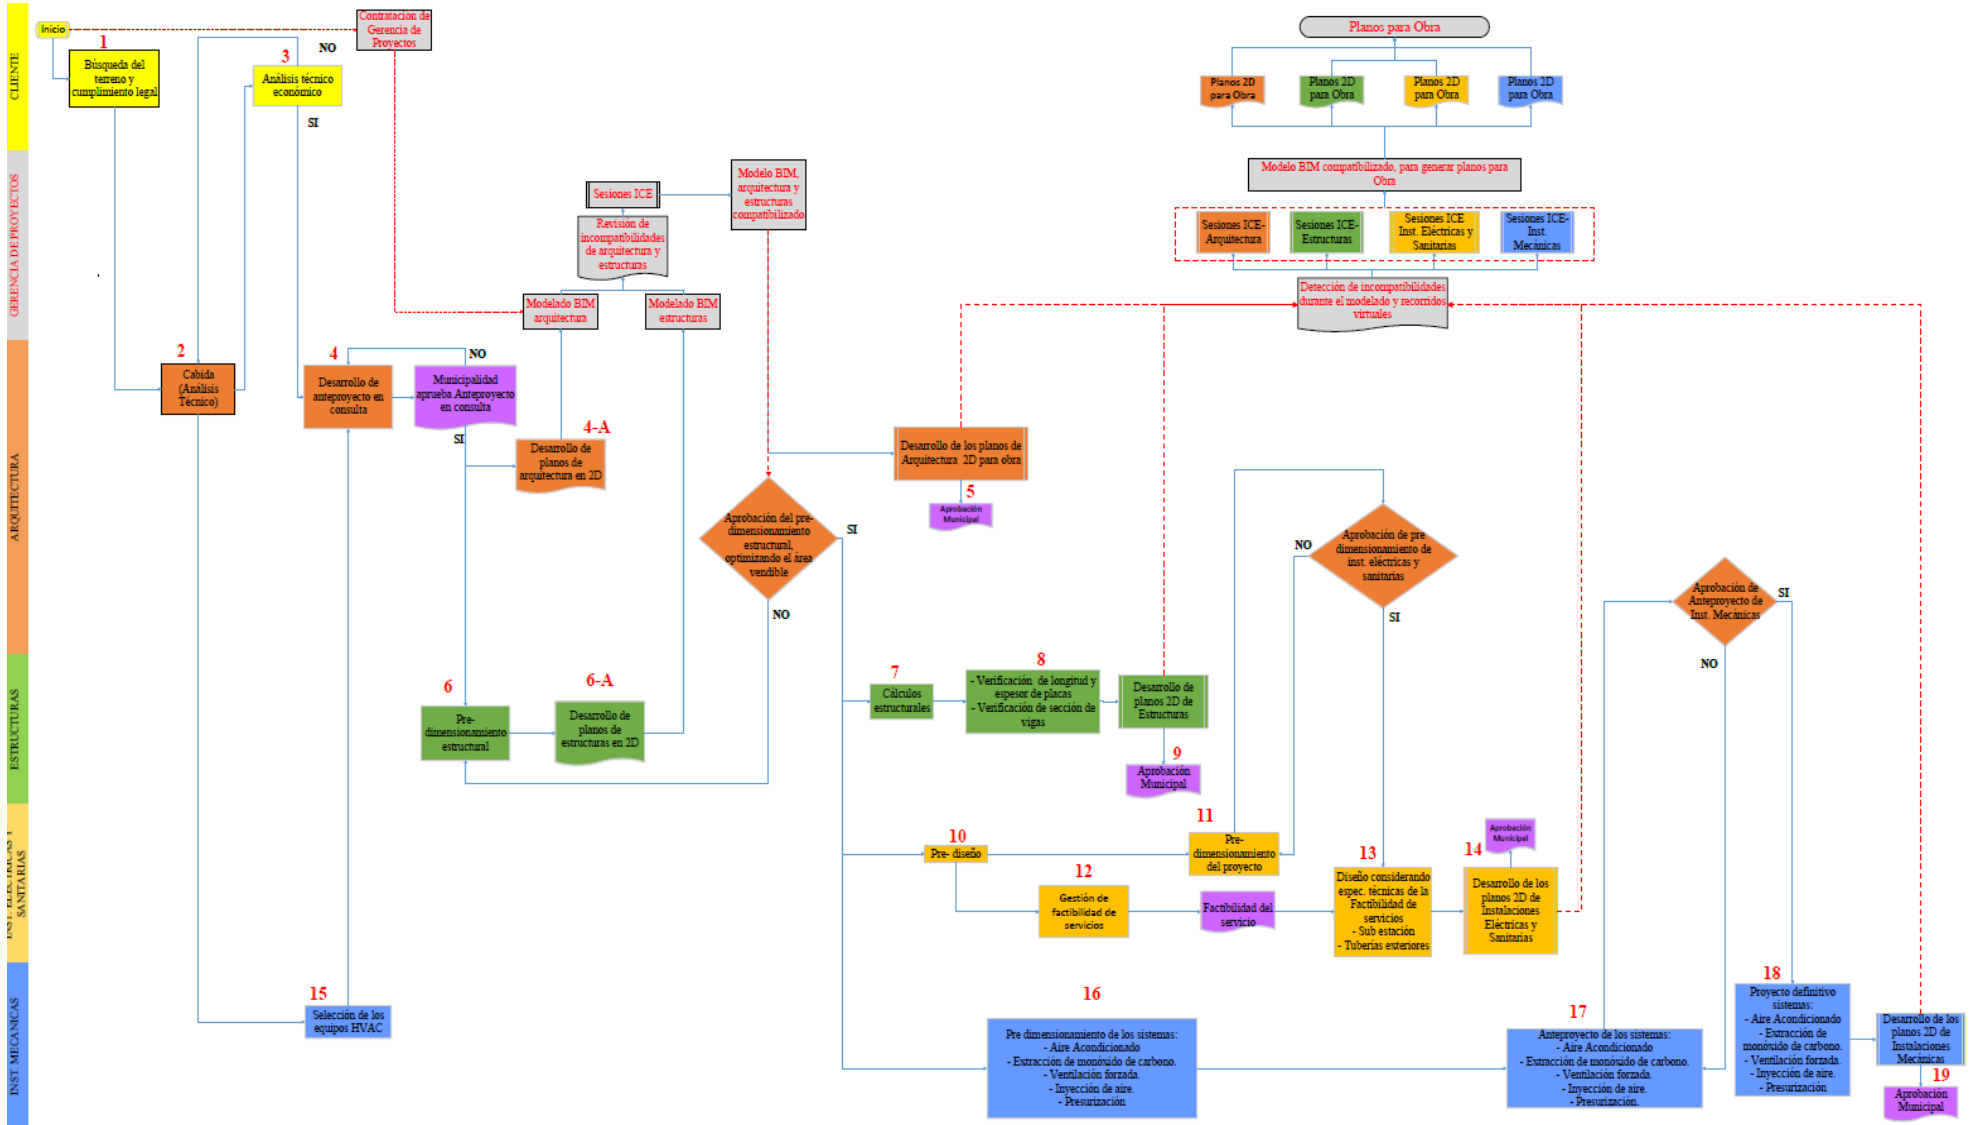 CLIENTE
GERENCIA DE PROYECTOS
ARQUITECTURA
ESTRUCTURAS
INST. ELECTRICAS Y
SANITARIAS
INST. MECANICAS
Inicio
1
Búsqueda del
terreno y
cumplimiento legal
Contratación de
Gerencia de
Proyectos
NO
3
Análisis técnico
económico
SI
2
Cabida
(Análisis
Técnico)
4
Desarrollo de
anteproyecto en
consulta
NO
Municipalidad
aprueba Anteproyecto
en consulta
SI
4-A
Desarrollo de
planos de
arquitectura en 2D
Modelado BIM
arquitectura
Modelado BIM
estructuras
Revisión de
incompatibilidades
de arquitectura y
estructuras
Sesiones ICE
Modelo BIM,
arquitectura y
estructuras
compatibilizado
Aprobación del pre-
dimensionamiento
estructural,
optimizando el área
vendible
SI
NO
6
Pre-
dimensionamiento
estructural
6-A
Desarrollo de
planos de
estructuras en 2D
15
Selección de los
equipos HVAC
Desarrollo de los planos de
Arquitectura 2D para obra
5
Aprobación
Municipal
7
Cálculos
estructurales
8
- Verificación de longitud y
espesor de placas
- Verificación de sección de
vigas
Desarrollo de
planos 2D de
Estructuras
9
Aprobación
Municipal
10
Pre- diseño
11
Pre-
dimensionamiento
del proyecto
NO
Aprobación de pre
dimensionamiento de
inst. eléctricas y
sanitarias
SI
12
Gestión de
factibilidad de
servicios
Factibilidad del
servicio
13
Diseño considerando
espec. técnicas de la
Factibilidad de
servicios
- Sub estación
- Tuberías exteriores
14
Aprobación
Municipal
Desarrollo de los
planos 2D de
Instalaciones
Eléctricas y
Sanitarias
16
Pre dimensionamiento de los sistemas:
- Aire Acondicionado
- Extracción de monóxido de carbono.
- Ventilación forzada.
- Inyección de aire.
- Presurización
17
Anteproyecto de los sistemas:
- Aire Acondicionado
- Extracción de monóxido de carbono.
- Ventilación forzada.
- Inyección de aire.
- Presurización.
Aprobación de
Anteproyecto de
Inst. Mecánicas
SI
NO
18
Proyecto definitivo
sistemas:
- Aire Acondicionado
- Extracción de
monóxido de carbono.
- Ventilación forzada.
- Inyección de aire.
- Presurización
Desarrollo de los
planos 2D de
Instalaciones
Mecánicas
19
Aprobación
Municipal
Planos para Obra
Planos 2D
para Obra
Planos 2D
para Obra
Planos 2D
para Obra
Planos 2D
para Obra
Modelo BIM compatibilizado, para generar planos para
Obra
Sesiones ICE-
Arquitectura
Sesiones ICE-
Estructuras
Sesiones ICE
Inst. Eléctricas y
Sanitarias
Sesiones ICE-
Inst.
Mecánicas
Detección de incompatibilidades
durante el modelado y recorridos
virtuales